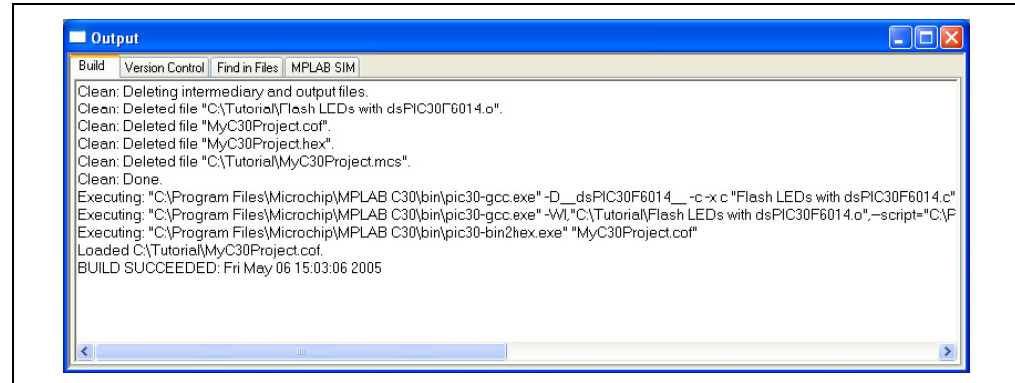 Output
Build Version Control Find in Files MPLAB SIM
Clean: Deleting intermediary and output files.
Clean: Deleted file "C:\Tutorial\Flash LEDs with dsPIC30F6014.o".
Clean: Deleted file "MyC30Project.cof".
Clean: Deleted file "MyC30Project.hex".
Clean: Deleted file "C:\Tutorial\MyC30Project.mcs".
Clean: Done.
Executing: "C:\Program Files\Microchip\MPLAB C30\bin\pic30-gcc.exe" -D__dsPIC30F6014__ -c -x c "Flash LEDs with dsPIC30F6014.c"
Executing: "C:\Program Files\Microchip\MPLAB C30\bin\pic30-gcc.exe" -Wl,"C:\Tutorial\Flash LEDs with dsPIC30F6014.o",--script="C:\P
Executing: "C:\Program Files\Microchip\MPLAB C30\bin\pic30-bin2hex.exe" "MyC30Project.cof"
Loaded C:\Tutorial\MyC30Project.cof.
BUILD SUCCEEDED: Fri May 06 15:03:06 2005